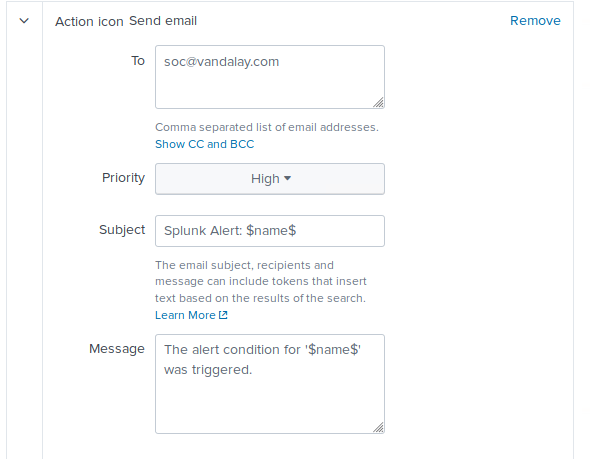 Action icon Send email Remove
To soc@vandalay.com
Comma separated list of email addresses.
Show CC and BCC
Priority High
Subject Splunk Alert: $name$
The email subject, recipients and
message can include tokens that insert
text based on the results of the search.
Learn More
Message The alert condition for '$name$'
was triggered.